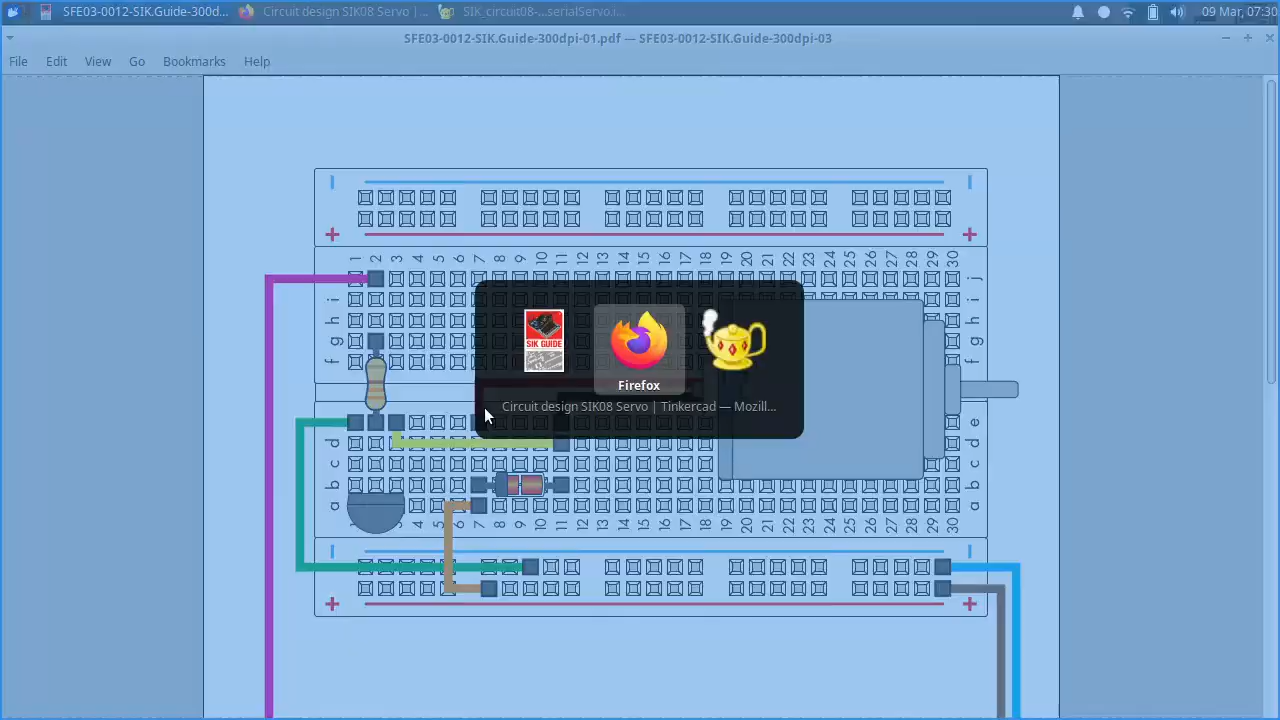 SFE03-0012-SIK.Guide-300d...
Circuit design SIK08 Servo | ...
SIK_circuit08-...serialServo.i...
09 Mar, 07:30
SFE03-0012-SIK.Guide-300dpi-01.pdf — SFE03-0012-SIK.Guide-300dpi-03
File Edit View Go Bookmarks Help
+ +
1 2 3 4 5 6 7 8 9 10 11 12 13 14 15 16 17 18 19 20 21 22 23 24 25 26 27 28 29 30
j
i i
h h
g g
f f
SIK GUIDE
Firefox
Circuit design SIK08 Servo | Tinkercad — Mozill...
e
d d
c c
b b
a a
1 3 4 5 6 7 8 9 10 11 12 13 14 15 16 17 18 19 20 21 22 23 24 25 26 27 28 29 30
+ +